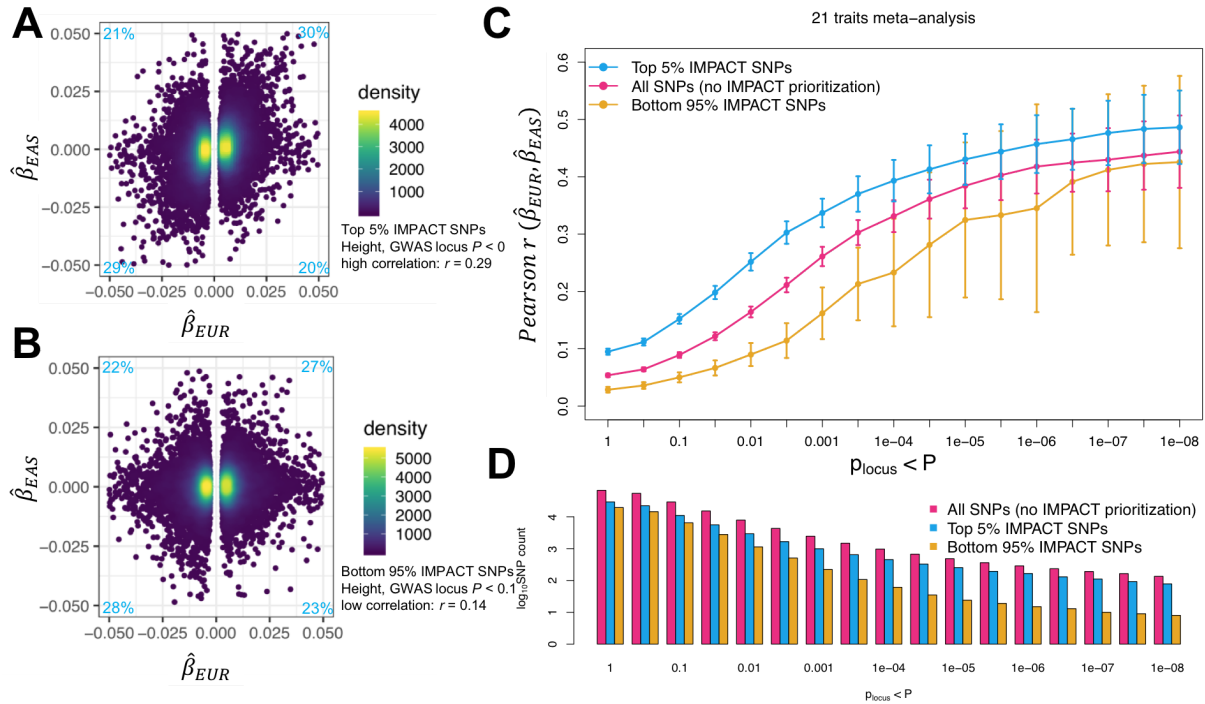 A
21%
30%
0.050
0.025
0.000
−0.025
−0.050
29%
20%
−0.050
−0.025
0.000
0.025
0.050
β̂EAS
β̂EUR
density
4000
3000
2000
1000
Top 5% IMPACT SNPs
Height, GWAS locus P < 0
high correlation: r = 0.29
B
22%
27%
0.050
0.025
0.000
−0.025
−0.050
28%
23%
−0.050
−0.025
0.000
0.025
0.050
β̂EAS
β̂EUR
density
5000
4000
3000
2000
1000
0
Bottom 95% IMPACT SNPs
Height, GWAS locus P < 0.1
low correlation: r = 0.14
C
21 traits meta−analysis
Top 5% IMPACT SNPs
All SNPs (no IMPACT prioritization)
Bottom 95% IMPACT SNPs
Pearson r (β̂EUR, β̂EAS)
0.6
0.5
0.4
0.3
0.2
0.1
0.0
1
0.1
0.01
0.001
1e−04
1e−05
1e−06
1e−07
1e−08
plocus < P
D
All SNPs (no IMPACT prioritization)
Top 5% IMPACT SNPs
Bottom 95% IMPACT SNPs
log10SNP count
4
3
2
1
0
1
0.1
0.01
0.001
1e−04
1e−05
1e−06
1e−07
1e−08
plocus < P